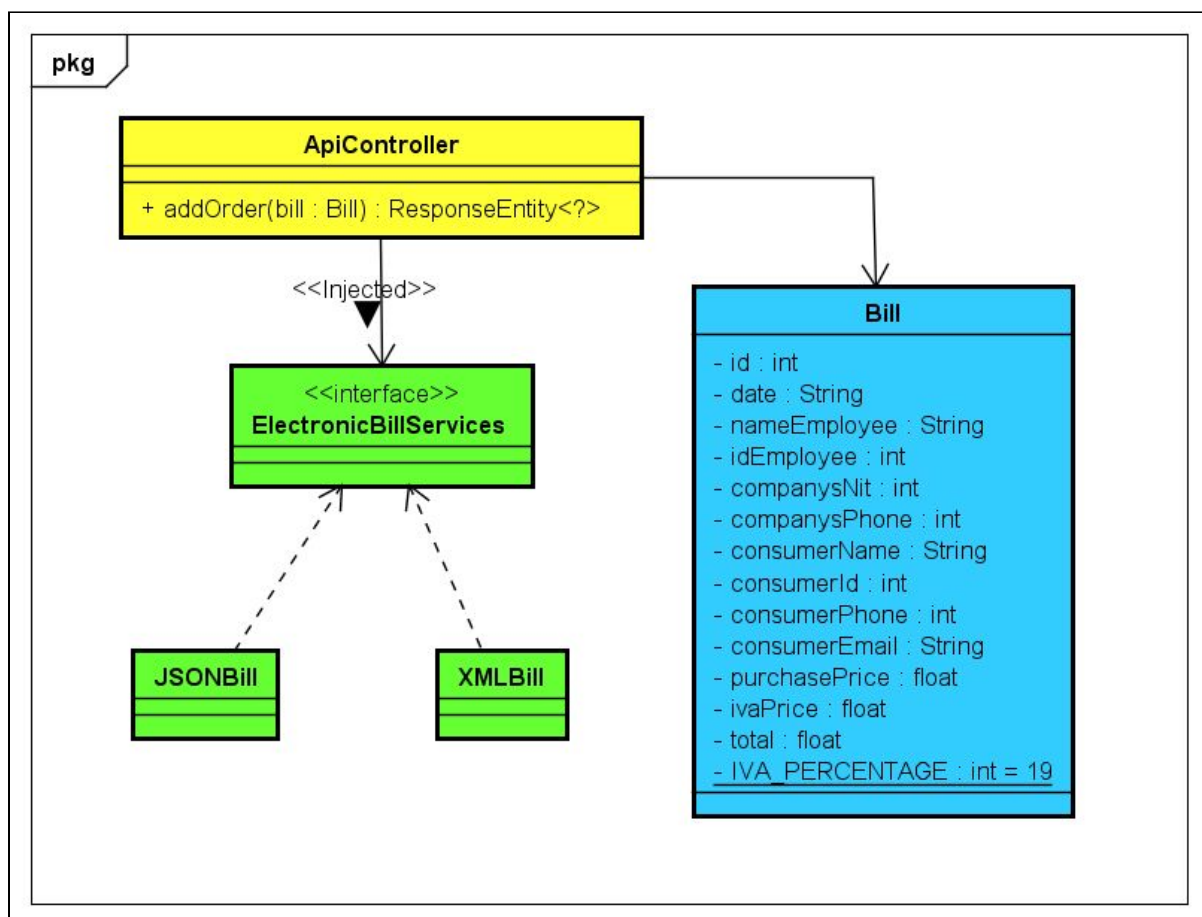 pkg
ApiController
+ addOrder(bill : Bill) : ResponseEntity<?>
<<Injected>>
<<interface>>
ElectronicBillServices
JSONBill
XMLBill
Bill
- id : int
- date : String
- nameEmployee : String
- idEmployee : int
- companysNit : int
- companysPhone : int
- consumerName : String
- consumerId : int
- consumerPhone : int
- consumerEmail : String
- purchasePrice : float
- ivaPrice : float
- total : float
- IVA_PERCENTAGE : int = 19